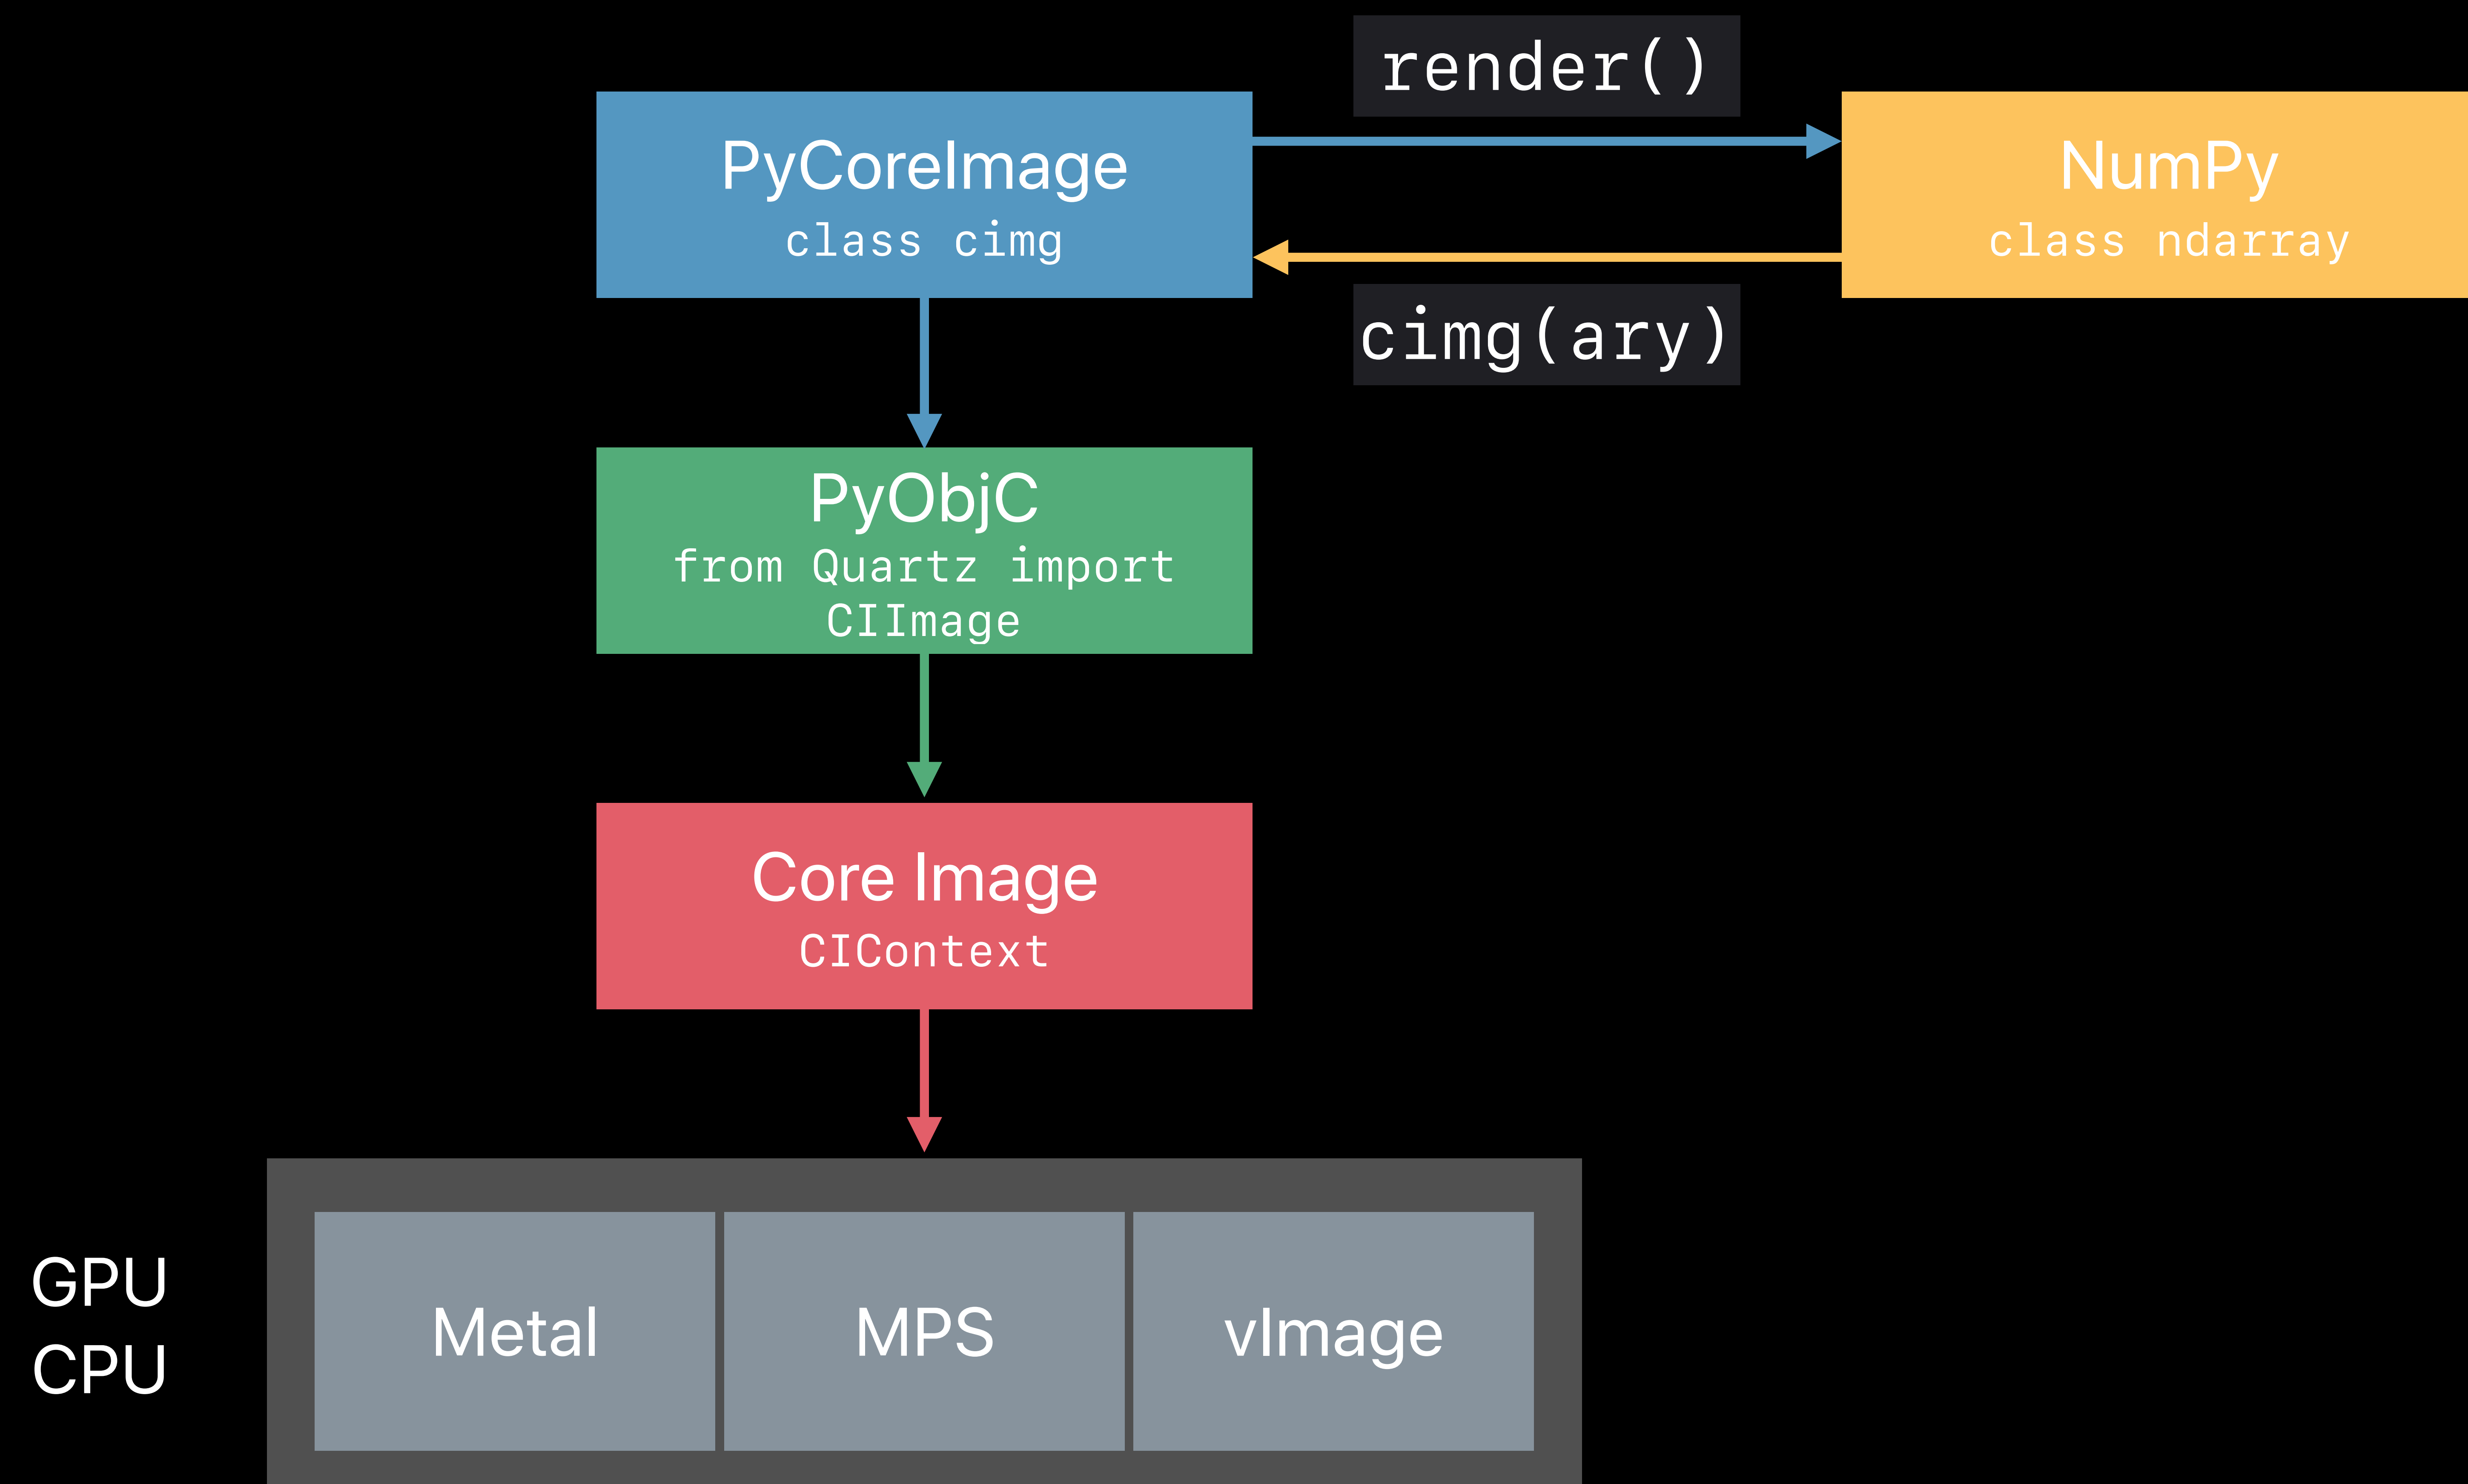 render()
PyCoreImage
class cimg
NumPy
class ndarray
cimg(ary)
PyObjC
from Quartz import
CIImage
Core Image
CIContext
GPU
CPU
Metal
MPS
vImage